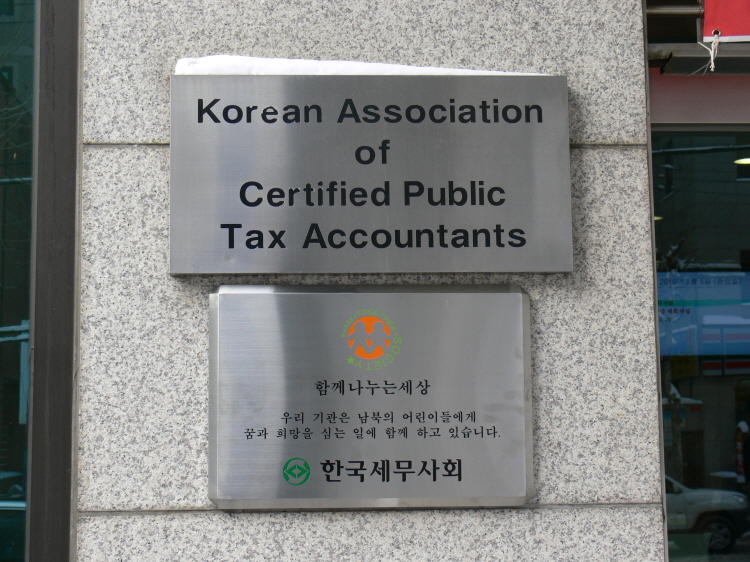 Korean Association
of
Certified Public
Tax Accountants
SOCIETY
함께나누는세상
우리 기관은 남북의 어린이들에게
꿈과 희망을 심는 일에 함께 하고 있습니다.
한국세무사회